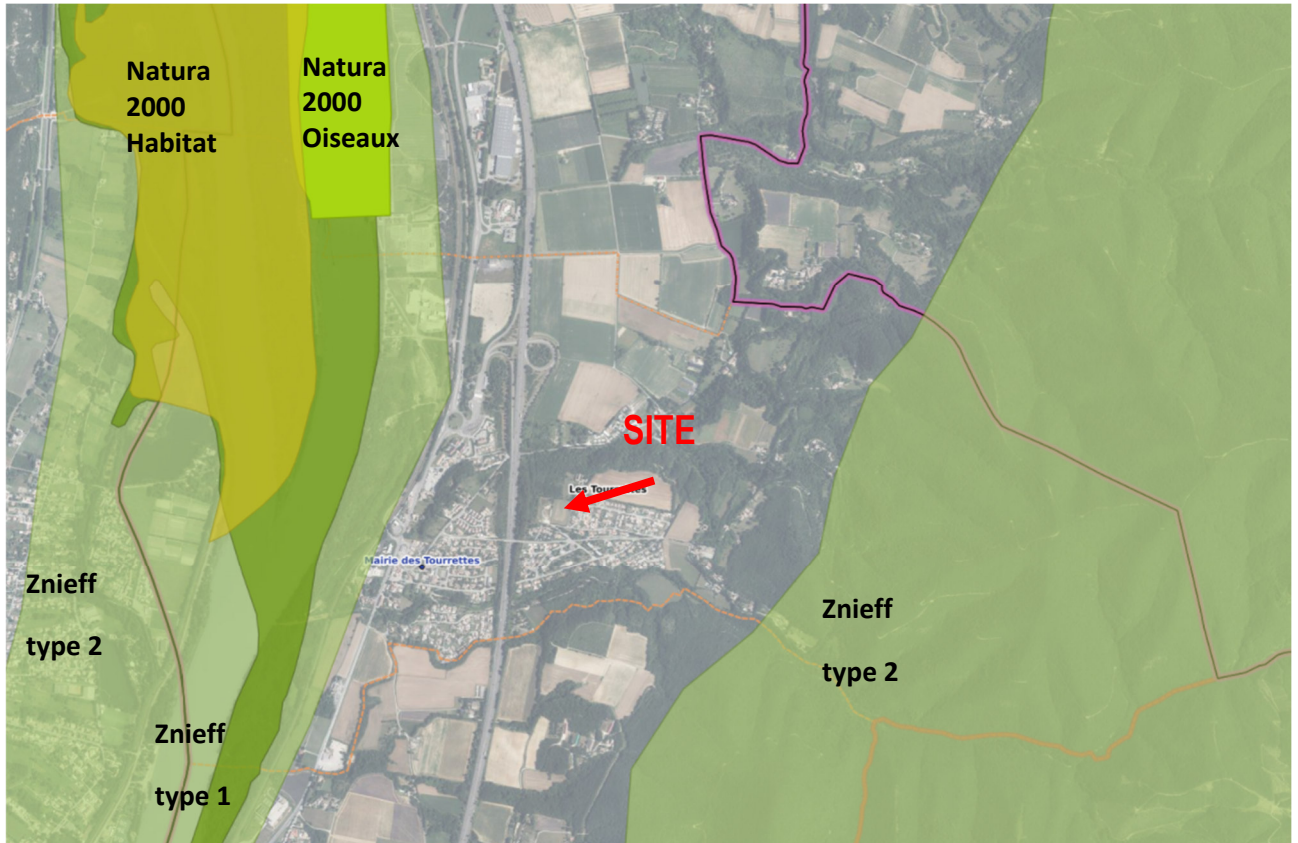 Natura
2000
Habitat
Natura
2000
Oiseaux
SITE
Les Tourrettes
Mairie des Tourrettes
Znieff
type 2
Znieff
type 2
Znieff
type 1